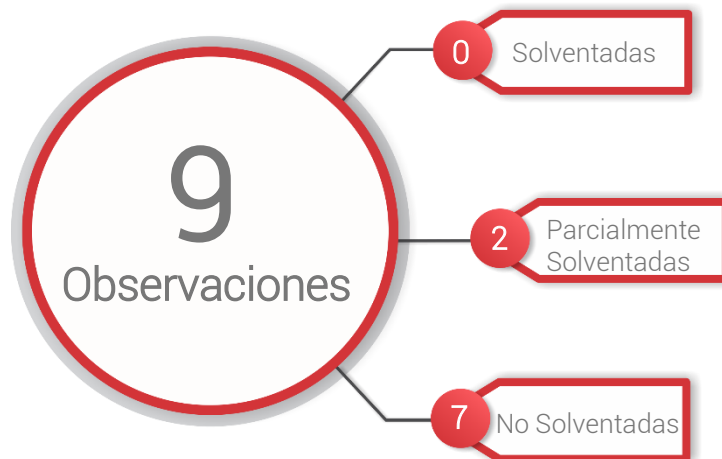 9
Observaciones
0
Solventadas
2
Parcialmente
Solventadas
7
No Solventadas